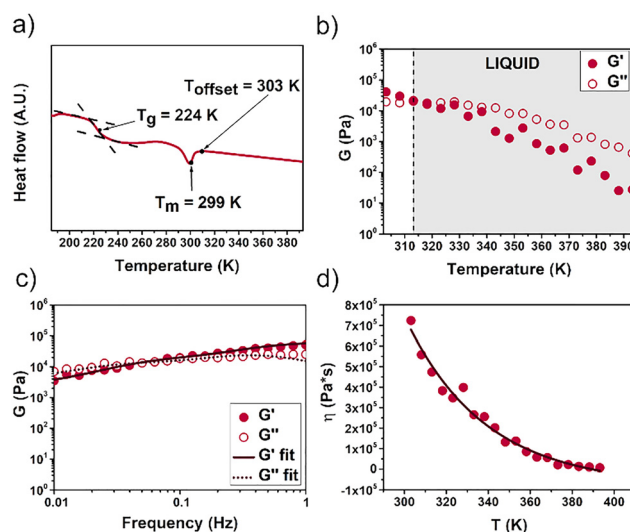 a)
T_offset = 303 K
T_g = 224 K
T_m = 299 K
Heat flow (A.U.)
200 220 240 260 280 300 320 340 360 380
Temperature (K)
b)
LIQUID
G'
G''
G (Pa)
10^6
10^5
10^4
10^3
10^2
10^1
10^0
310 320 330 340 350 360 370 380 390
Temperature (K)
c)
G (Pa)
10^6
10^5
10^4
10^3
10^2
10^1
10^0
G'
G''
G' fit
G'' fit
0.01 0.1 1
Frequency (Hz)
d)
η (Pa*s)
8x10^5
7x10^5
6x10^5
5x10^5
4x10^5
3x10^5
2x10^5
1x10^5
0
-1x10^5
300 320 340 360 380 400
T (K)